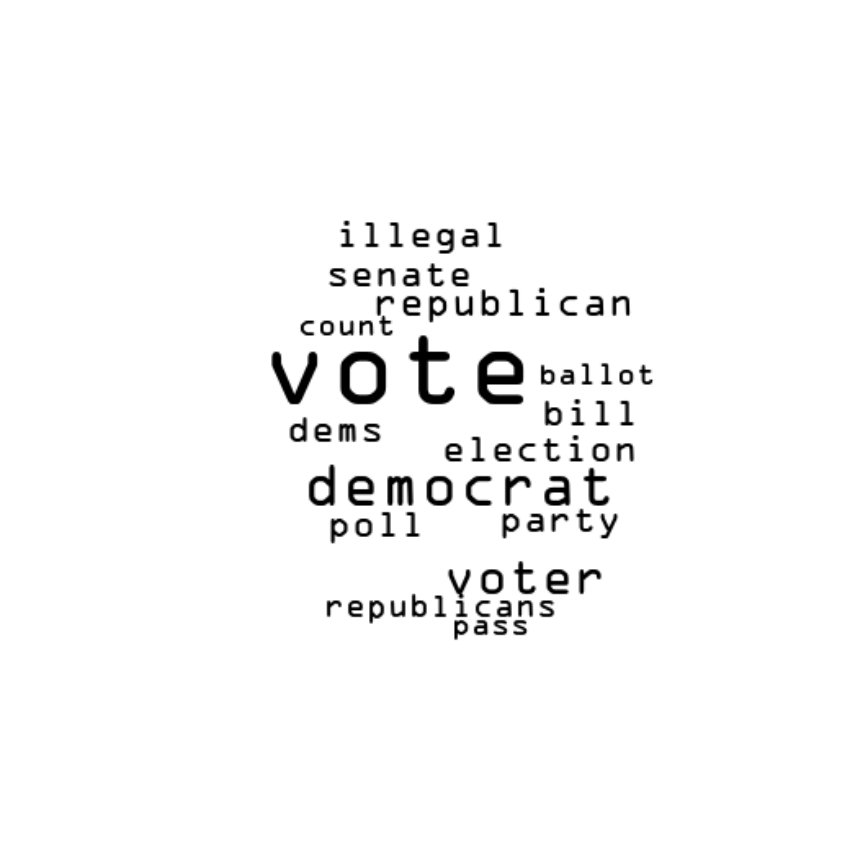 illegal
senate
republican
count
vote
ballot
bill
dems
election
democrat
poll
party
voter
republicans
pass